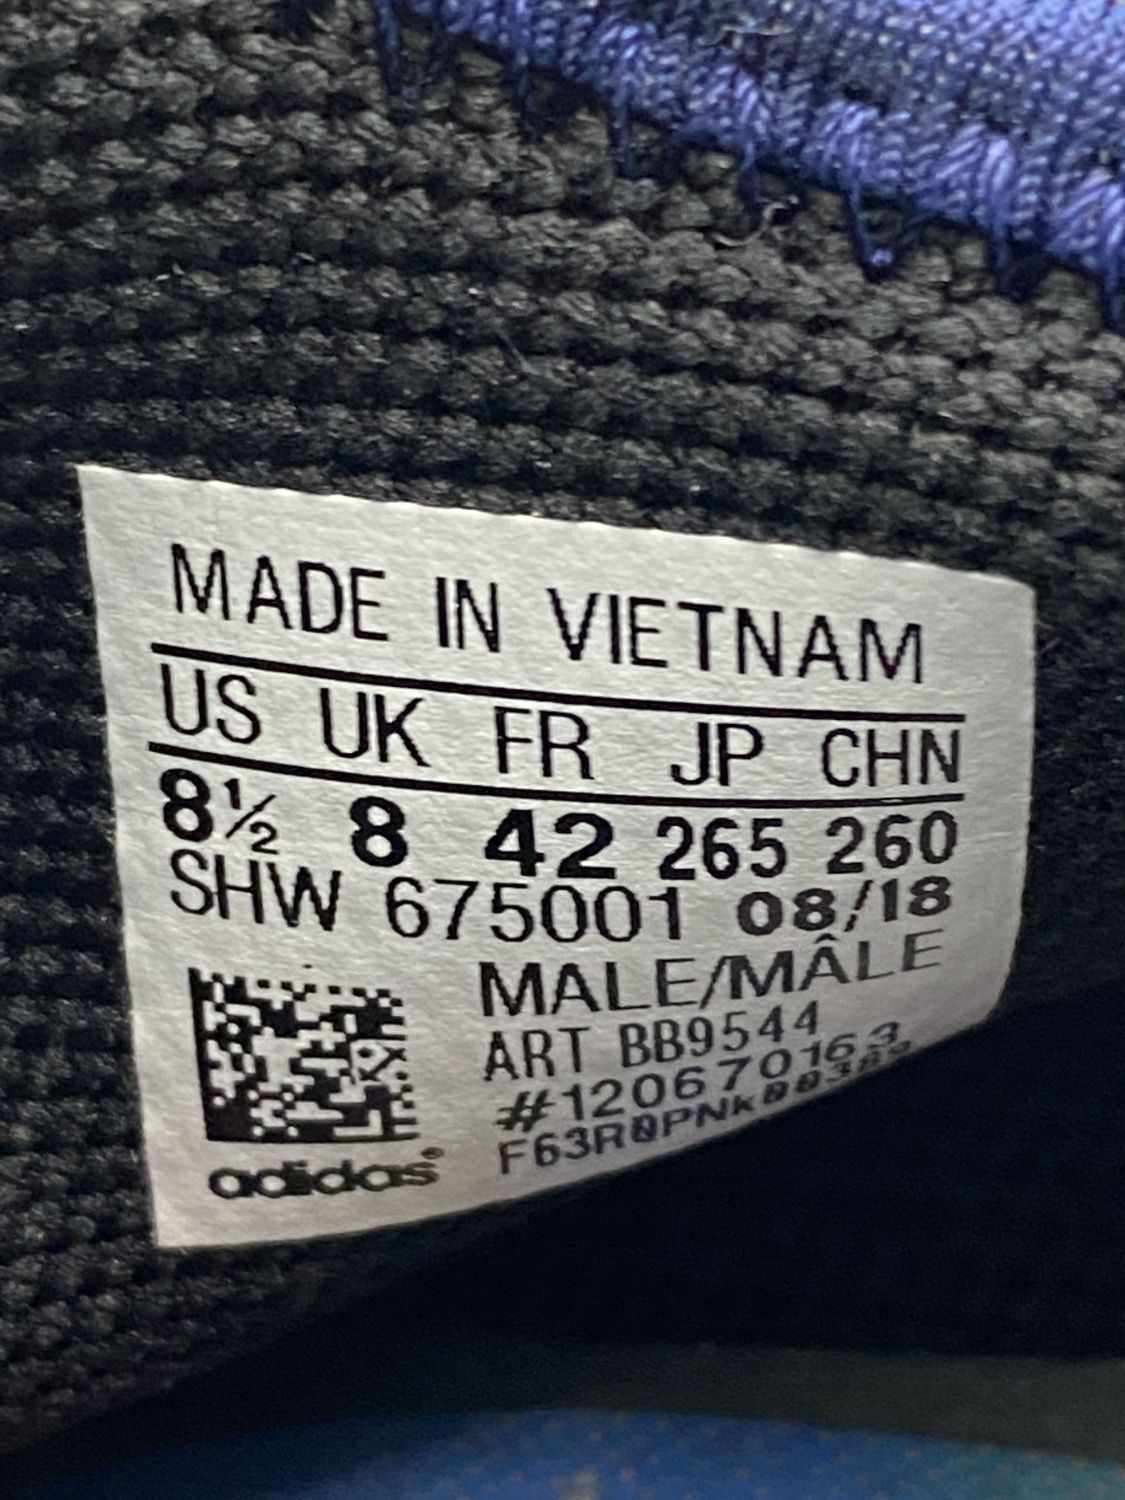 MADE IN VIETNAM
US UK FR JP CHN
8½ 8 42 265 260
SHW 675001 08/18
MALE/MÂLE
ART BB9544
#120670163
adidas®